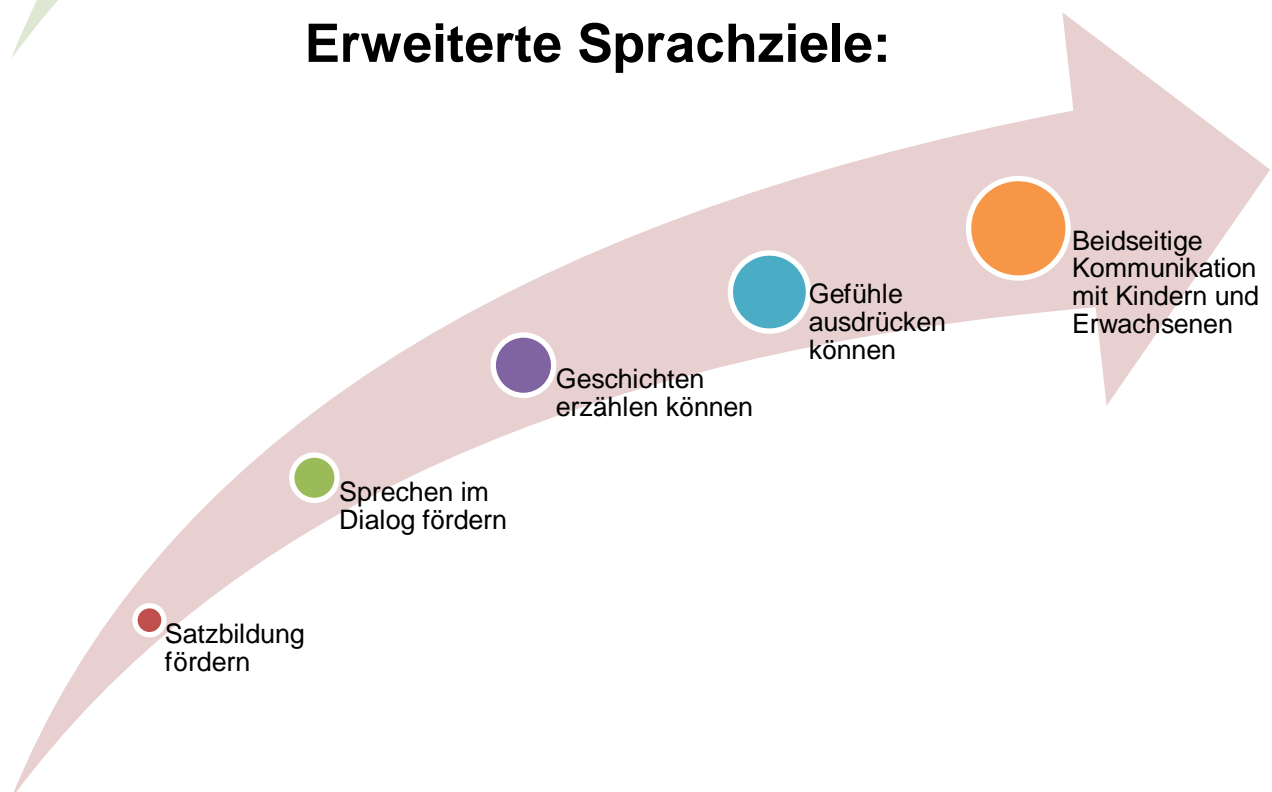 Erweiterte Sprachziele:
Satzbildung
fördern
Sprechen im
Dialog fördern
Geschichten
erzählen können
Gefühle
ausdrücken
können
Beidseitige
Kommunikation
mit Kindern und
Erwachsenen